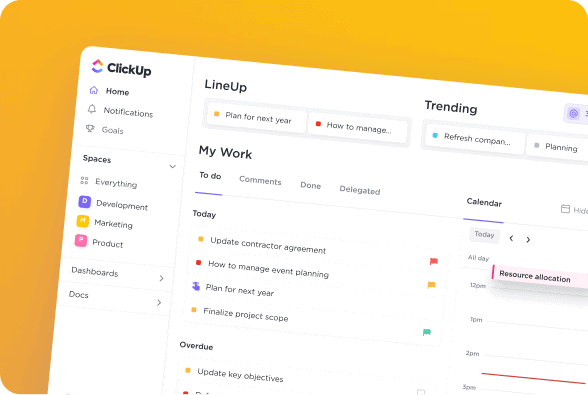 ClickUp
Home
Notifications
Goals
Spaces
Everything
D Development
M Marketing
P Product
Dashboards
Docs
LineUp
Plan for next year
How to manage...
Trending
Refresh compan...
Planning
My Work
To do
Comments
Done
Delegated
Today
Update contractor agreement
How to manage event planning
Plan for next year
Finalize project scope
Overdue
Update key objectives
Calendar
Hide
Today
All day
Resource allocation
12pm
1pm
2pm
3pm